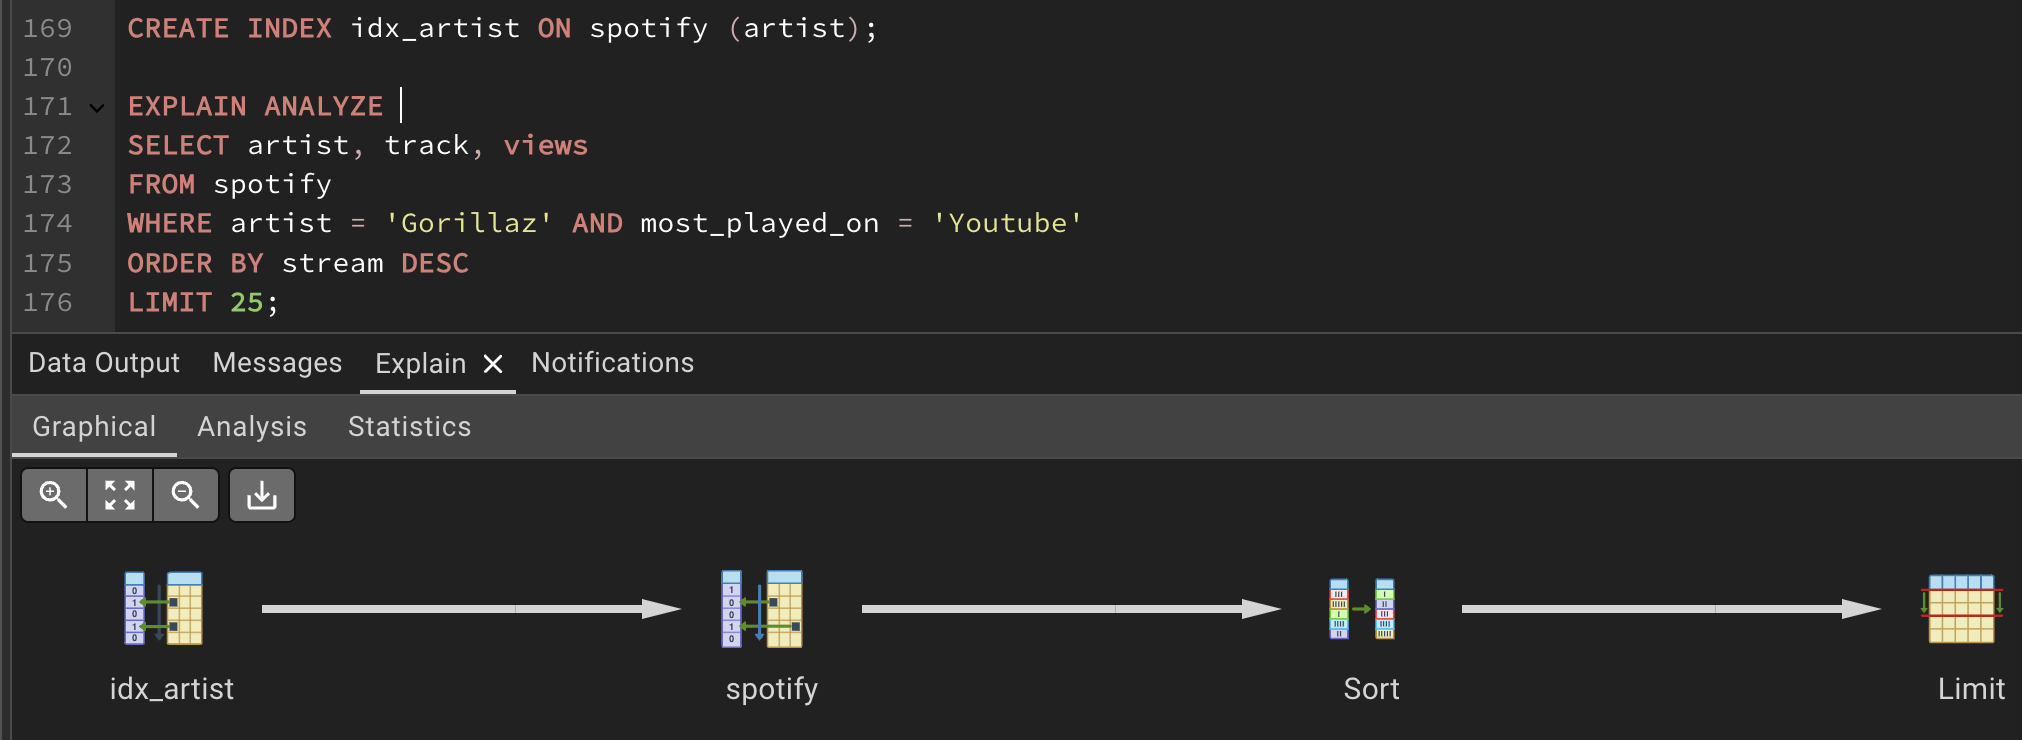 169 CREATE INDEX idx_artist ON spotify (artist);
170
171 EXPLAIN ANALYZE
172 SELECT artist, track, views
173 FROM spotify
174 WHERE artist = 'Gorillaz' AND most_played_on = 'Youtube'
175 ORDER BY stream DESC
176 LIMIT 25;
Data Output Messages Explain Notifications
Graphical Analysis Statistics
idx_artist spotify Sort Limit